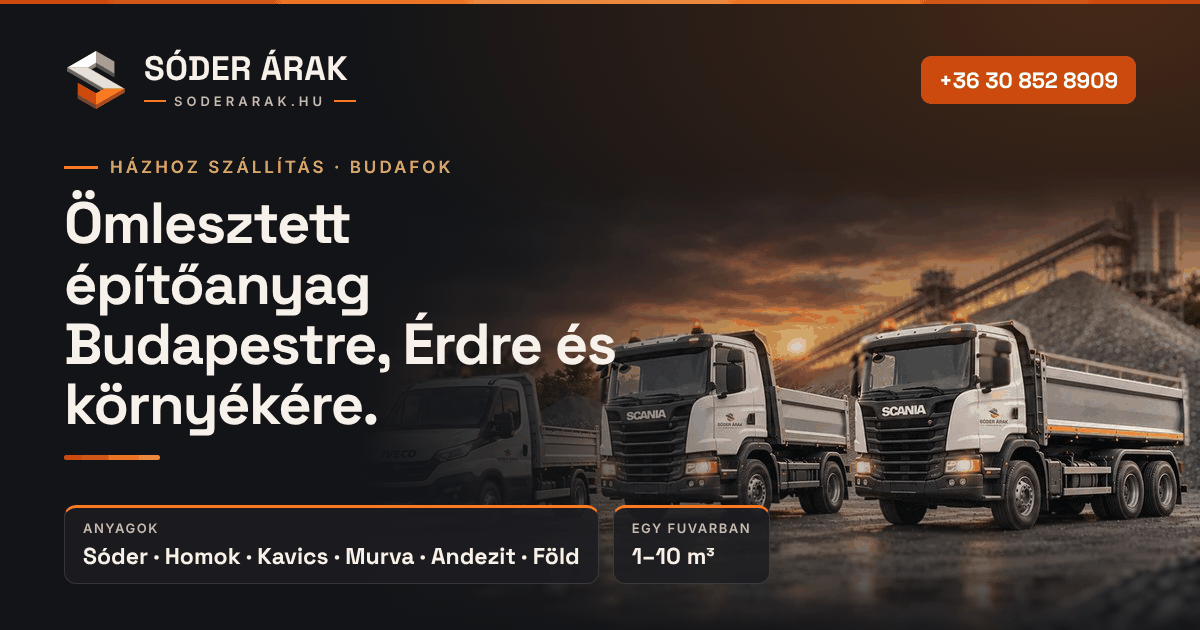 SÓDER ÁRAK
SODERARAK.HU
+36 30 852 8909
HÁZHOZ SZÁLLÍTÁS · BUDAFOK
Ömlesztett
építőanyag
Budapestre, Érdre és
környékére.
IVECO
SCANIA
SÓDER ÁRAK
SCANIA
SÓDER ÁRAK
ANYAGOK
Sóder · Homok · Kavics · Murva · Andezit · Föld
EGY FUVARBAN
1–10 m³